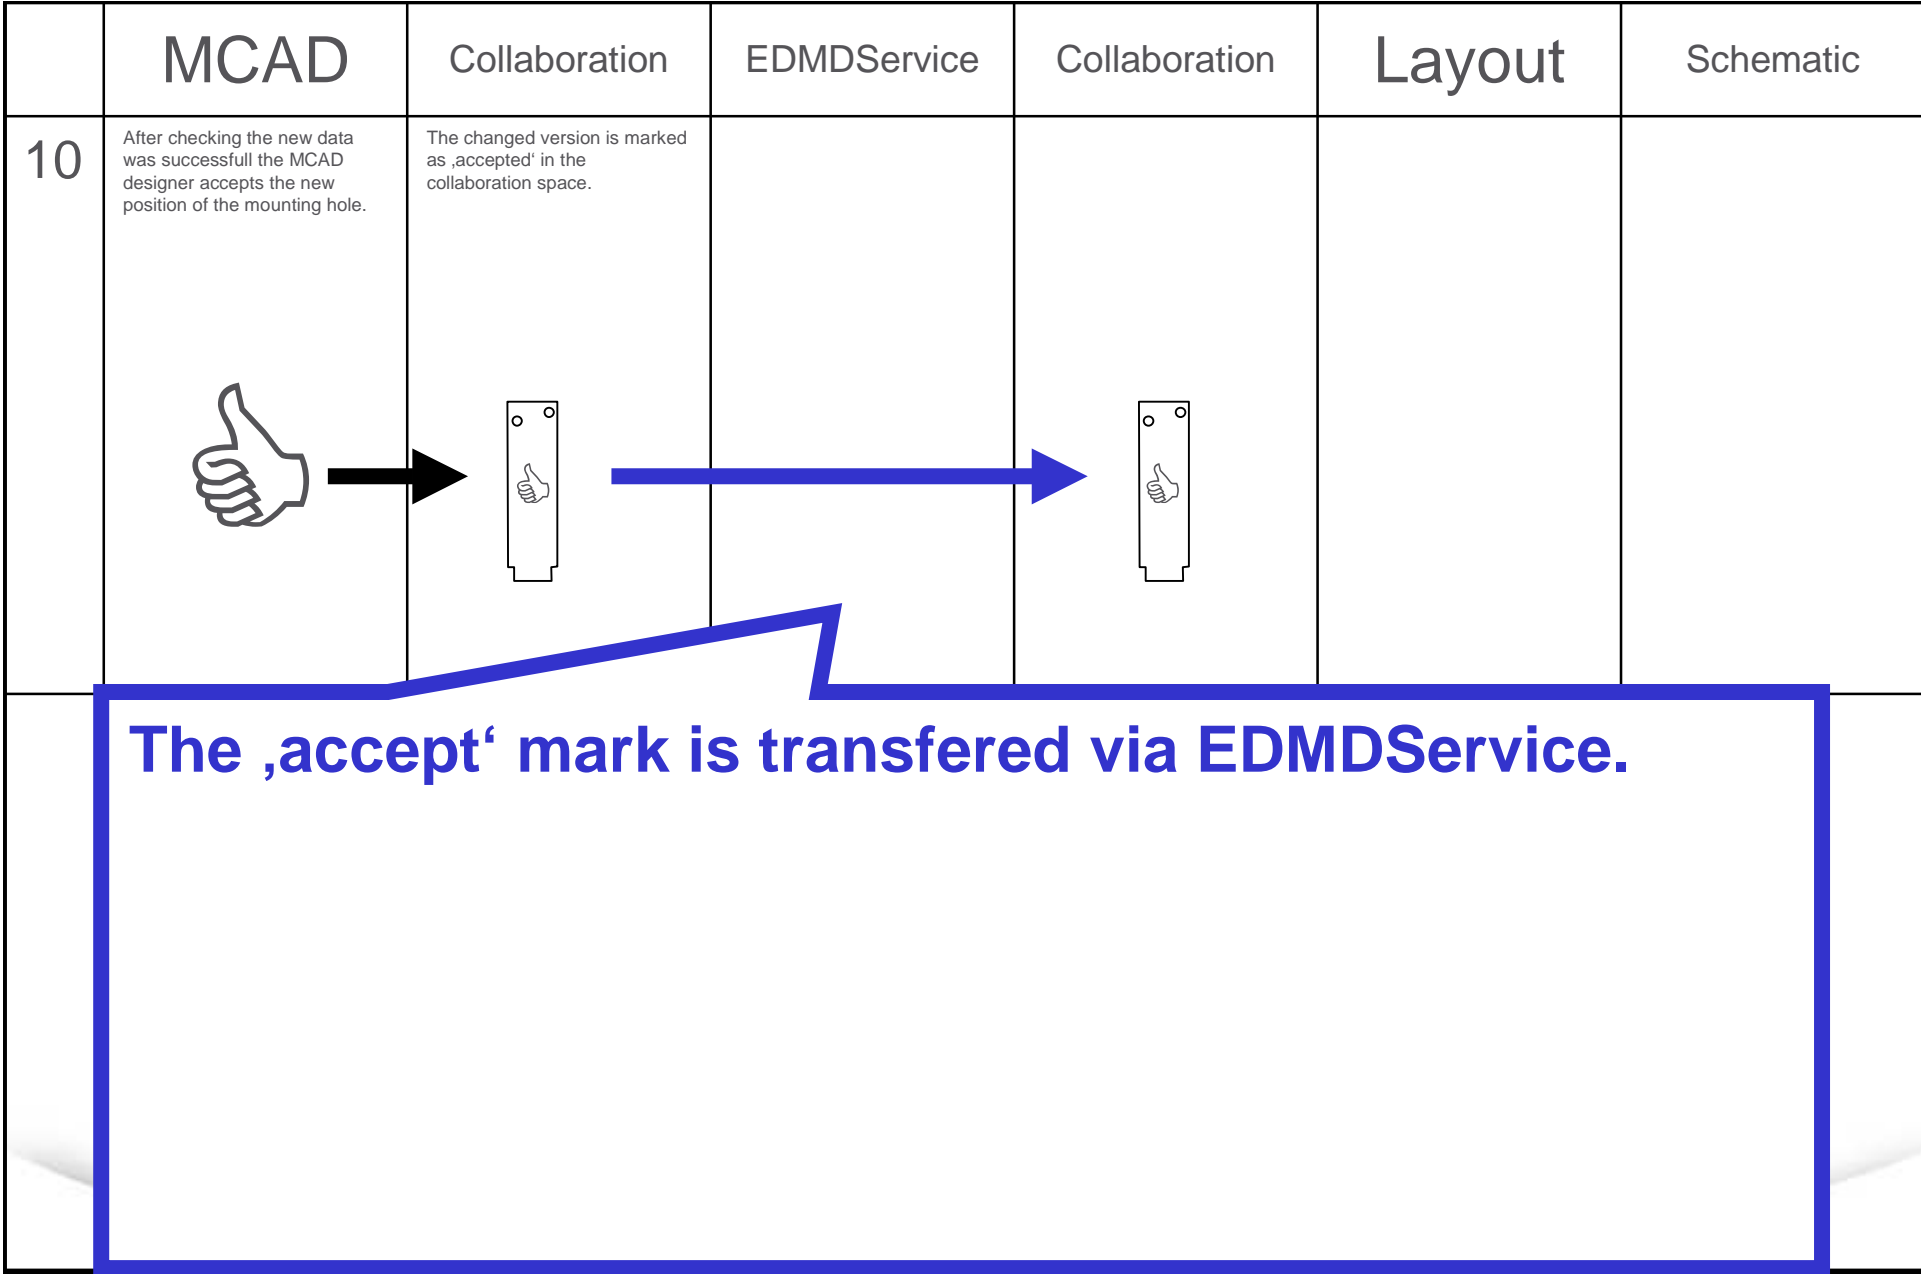 MCAD Collaboration EDMDService Collaboration Layout Schematic
10
After checking the new data
was successfull the MCAD
designer accepts the new
position of the mounting hole.
The changed version is marked
as ‚accepted‘ in the
collaboration space.
The ‚accept‘ mark is transfered via EDMDService.